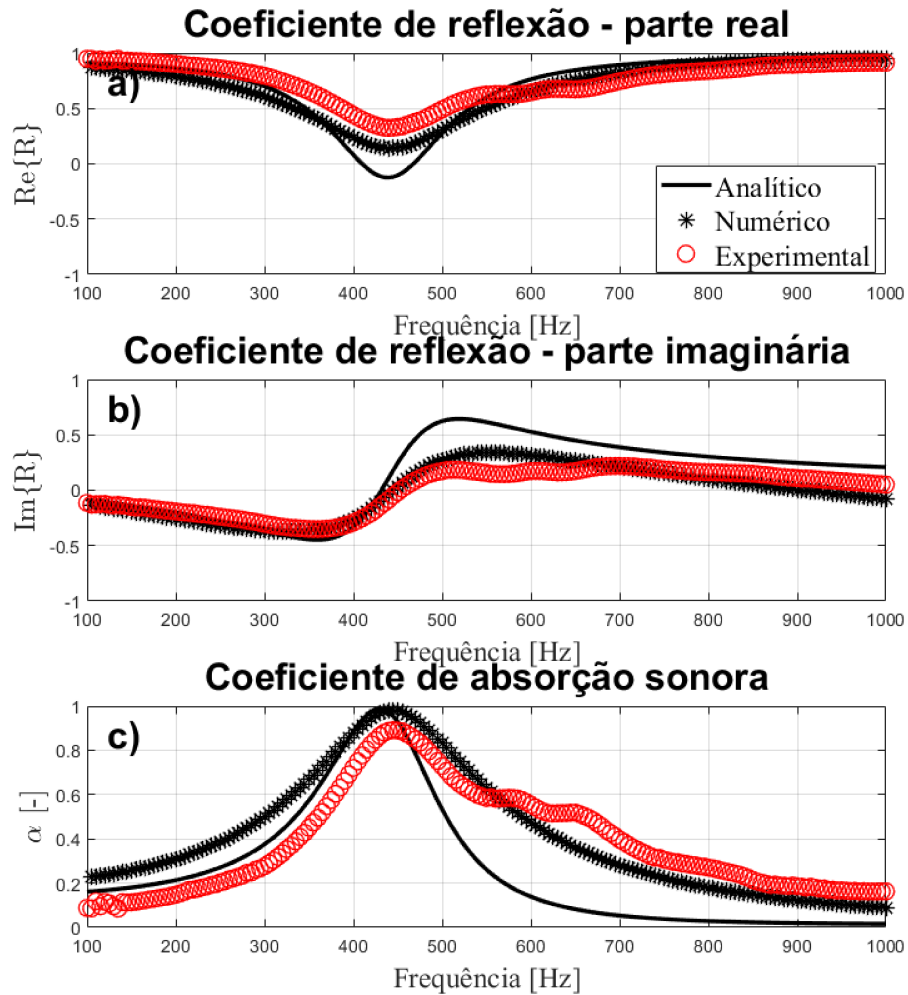 Coeficiente de reflexão - parte real
a)
Re{R}
1
0.5
0
-0.5
-1
Analítico
Numérico
Experimental
100 200 300 400 500 600 700 800 900 1000
Frequência [Hz]
Coeficiente de reflexão - parte imaginária
b)
Im{R}
1
0.5
0
-0.5
-1
100 200 300 400 500 600 700 800 900 1000
Frequência [Hz]
Coeficiente de absorção sonora
c)
α [-]
1
0.8
0.6
0.4
0.2
0
100 200 300 400 500 600 700 800 900 1000
Frequência [Hz]